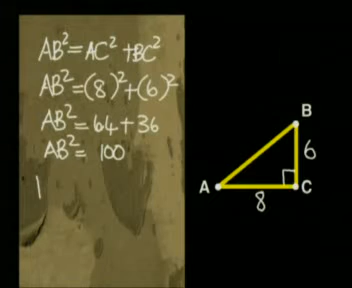 AB² = AC² + BC²
AB² = (8)² + (6)²
AB² = 64 + 36
AB² = 100
B
6
A
C
8